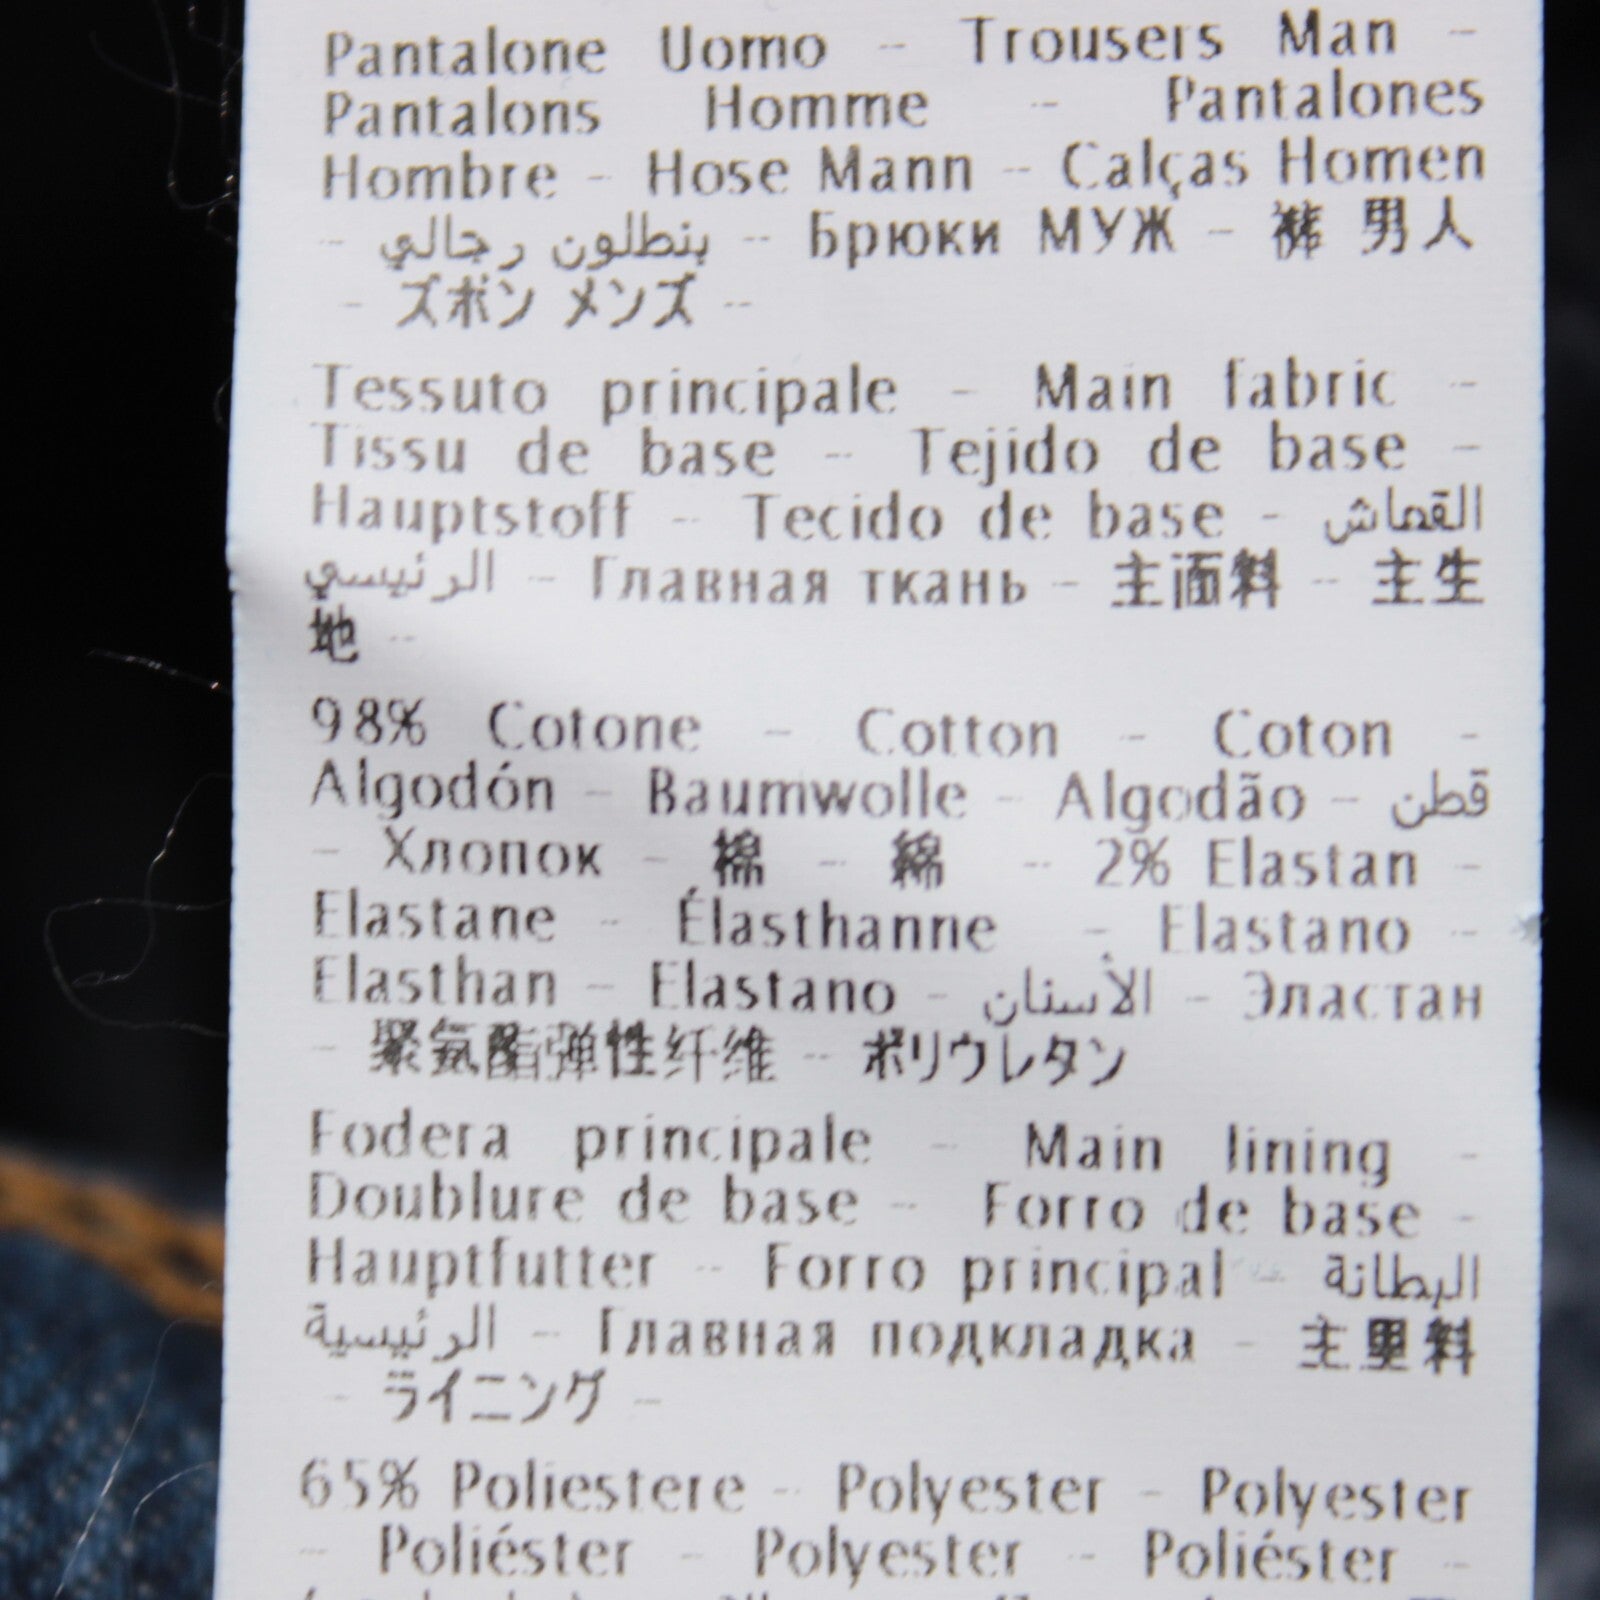 Pantalone Uomo - Trousers Man -
Pantalons Homme - Pantalones
Hombre - Hose Mann - Calças Homen
- بنطلون رجالي - Брюки МУЖ - 裤 男人
- ズボン メンズ -
Tessuto principale - Main fabric -
Tissu de base - Tejido de base -
Hauptstoff - Tecido de base - القماش
الرئيسي - Главная ткань - 主面料 - 主生
地 -
98% Cotone - Cotton - Coton -
Algodón - Baumwolle - Algodão - قطن
- Хлопок - 棉 - 綿 - 2% Elastan -
Elastane - Élasthanne - Elastano -
Elasthan - Elastano - الأسنان - Эластан
- 聚氨酯弹性纤维 - ポリウレタン
Fodera principale - Main lining -
Doublure de base - Forro de base -
Hauptfutter - Forro principal - البطانة
الرئيسية - Главная подкладка - 主里料
- ライニング -
65% Poliestere - Polyester - Polyester
- Poliéster - Polyester - Poliéster -